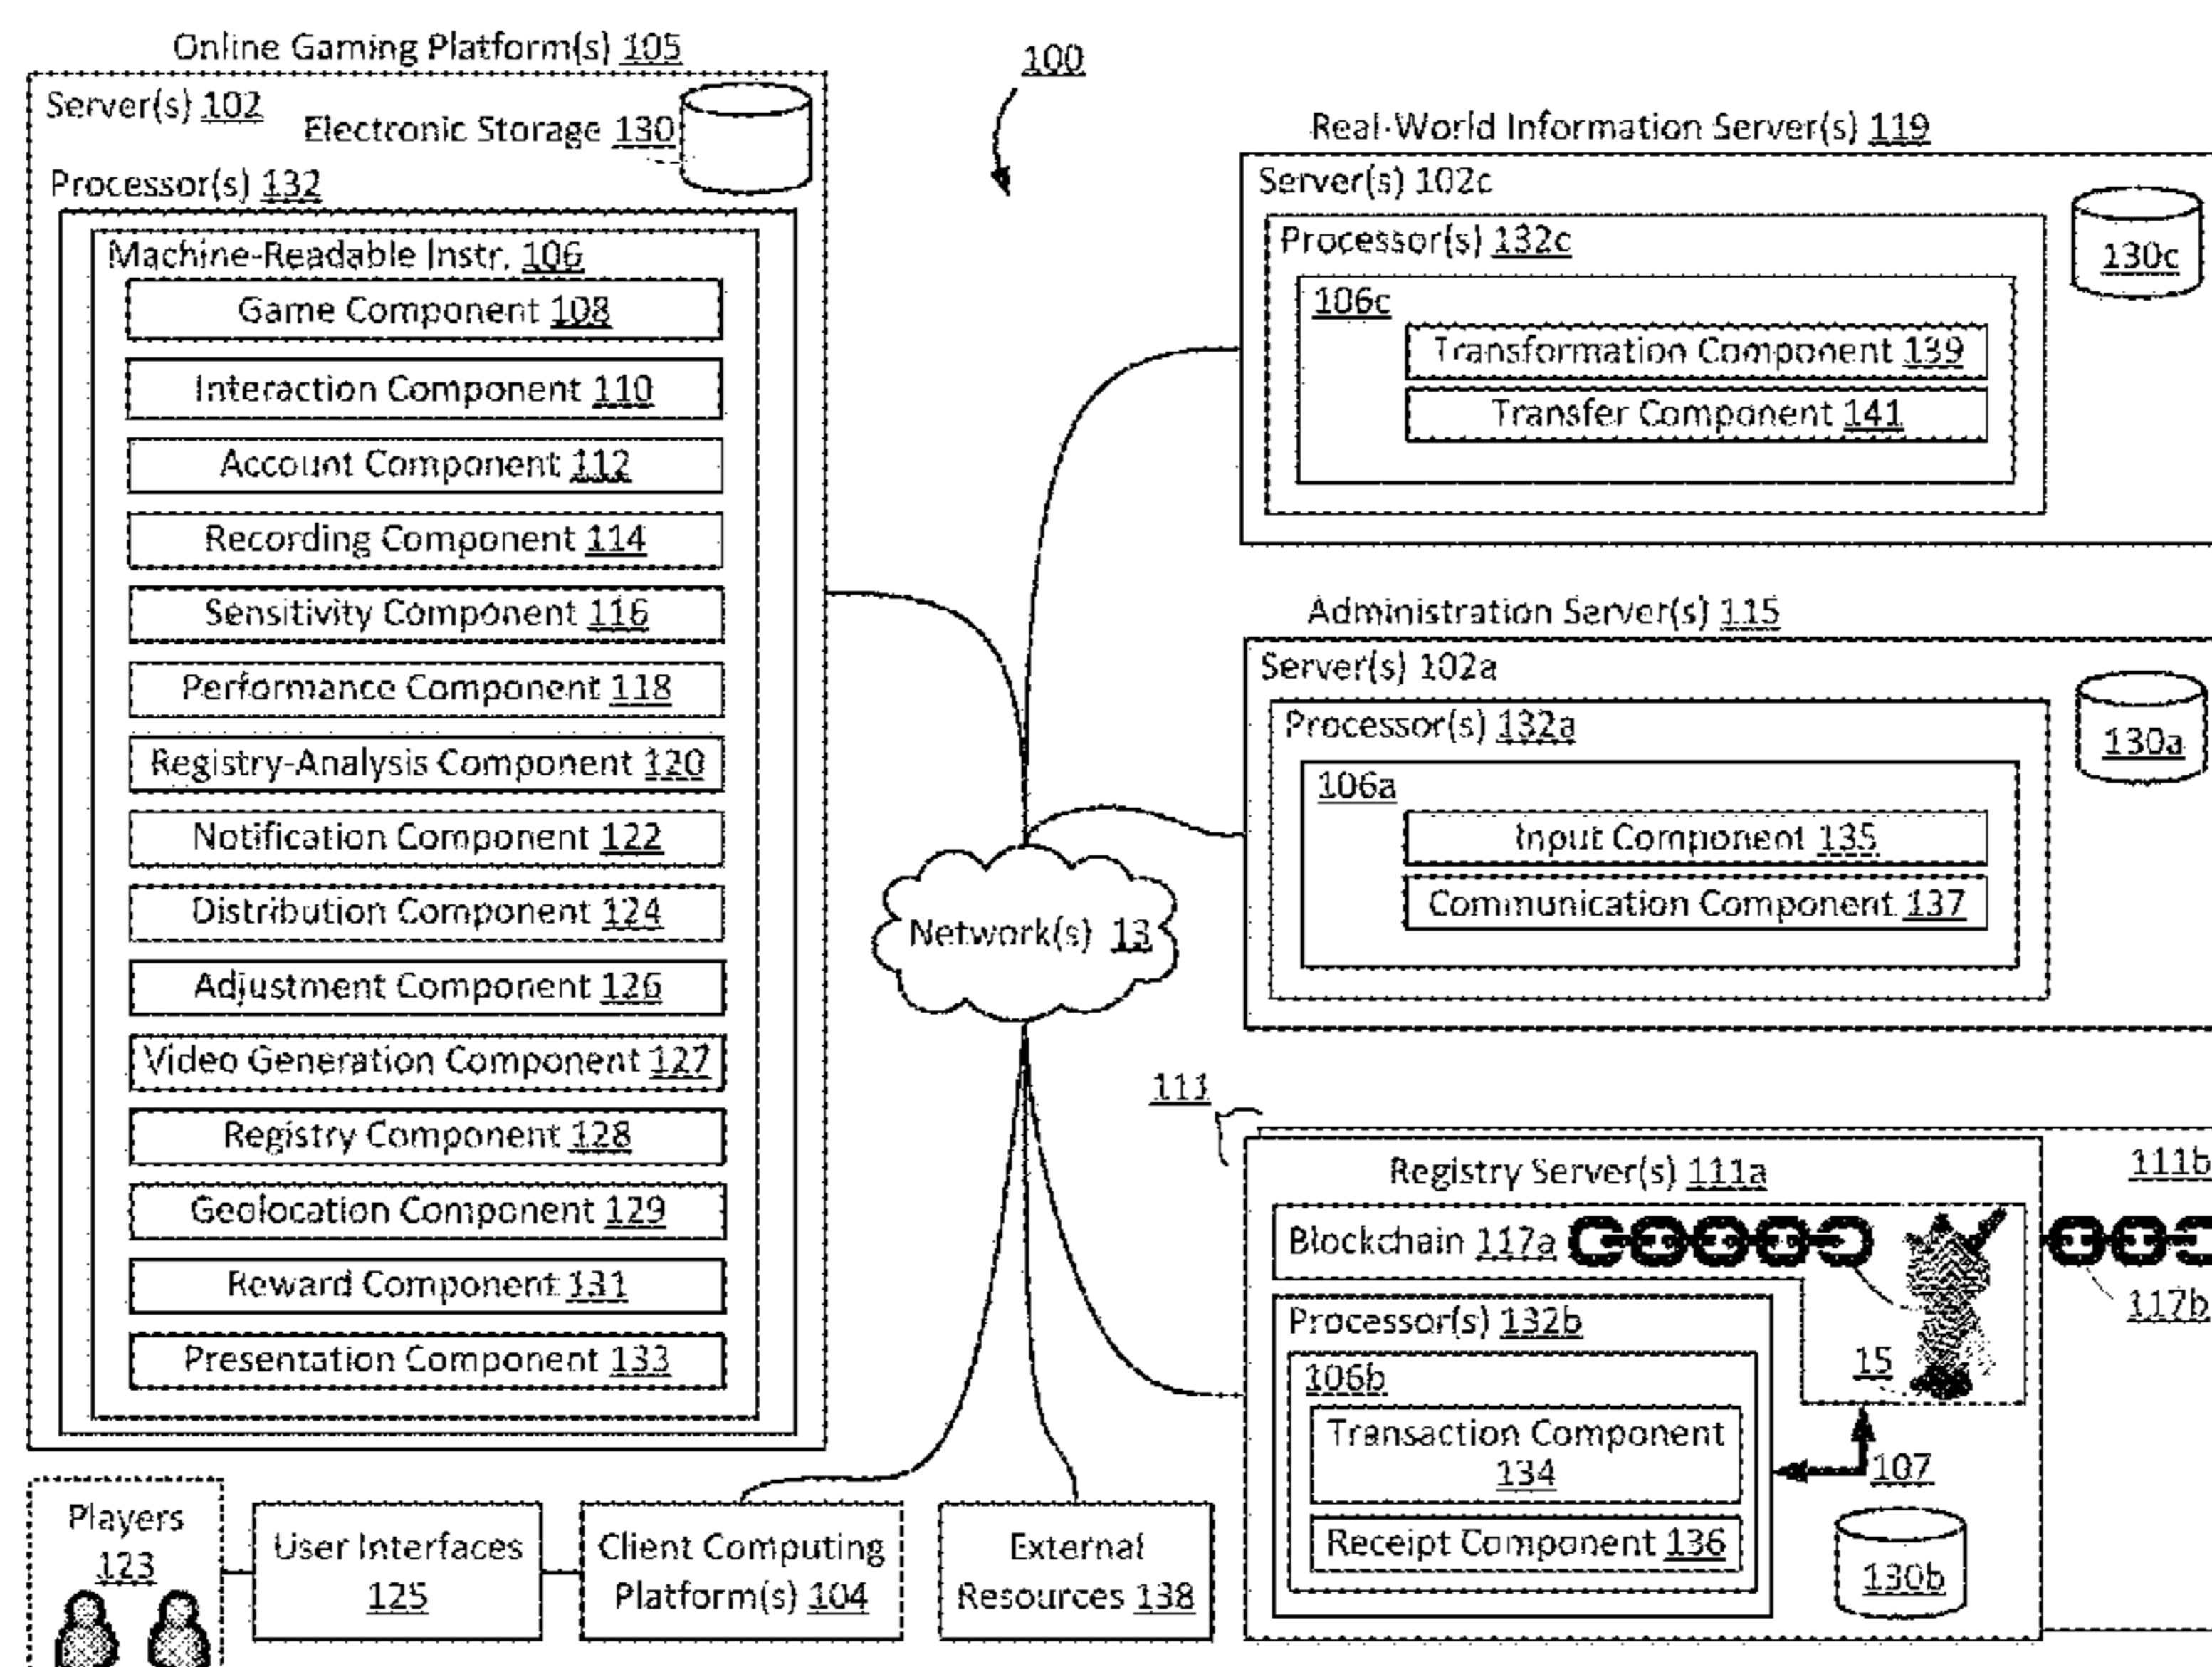 Online Gaming Platform(s) 105
Server(s) 102
Electronic Storage 130
Processor(s) 132
Machine-Readable Instr. 106
Game Component 108
Interaction Component 110
Account Component 112
Recording Component 114
Sensitivity Component 116
Performance Component 118
Registry-Analysis Component 120
Notification Component 122
Distribution Component 124
Adjustment Component 126
Video Generation Component 127
Registry Component 128
Geolocation Component 129
Reward Component 131
Presentation Component 133
100
Real-World Information Server(s) 119
Server(s) 102c
Processor(s) 132c
130c
106c
Transformation Component 139
Transfer Component 141
Administration Server(s) 115
Server(s) 102a
Processor(s) 132a
130a
106a
Input Component 135
Communication Component 137
Network(s) 13
111
Registry Server(s) 111a
111b
Blockchain 117a
117b
Processor(s) 132b
106b
15
Transaction Component
134
107
Receipt Component 136
130b
Players
123
User Interfaces
125
Client Computing
Platform(s) 104
External
Resources 138